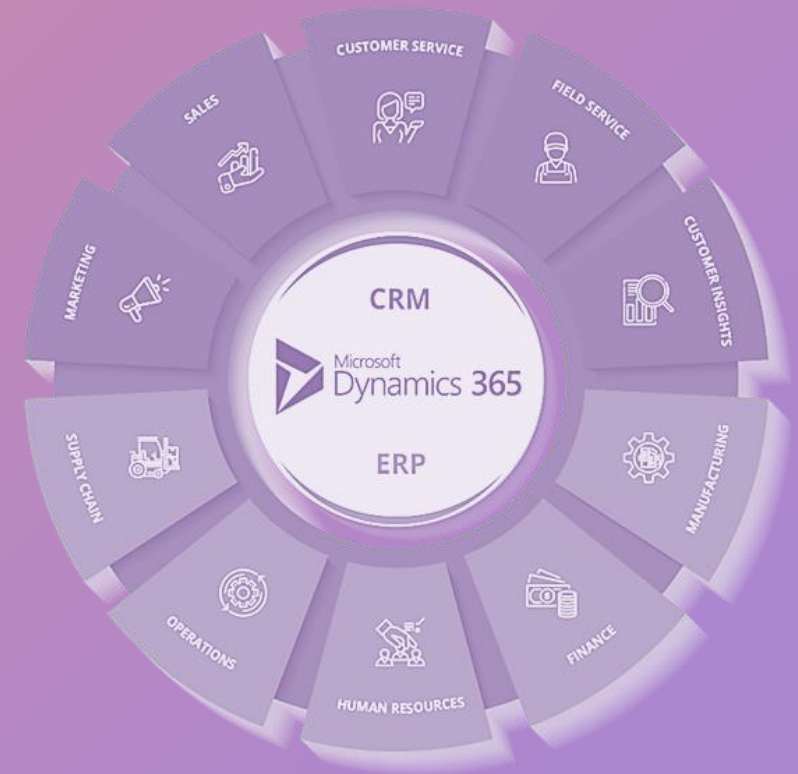 CUSTOMER SERVICE
FIELD SERVICE
CUSTOMER INSIGHTS
MANUFACTURING
FINANCE
HUMAN RESOURCES
OPERATIONS
SUPPLY CHAIN
MARKETING
SALES
CRM
Microsoft
Dynamics 365
ERP